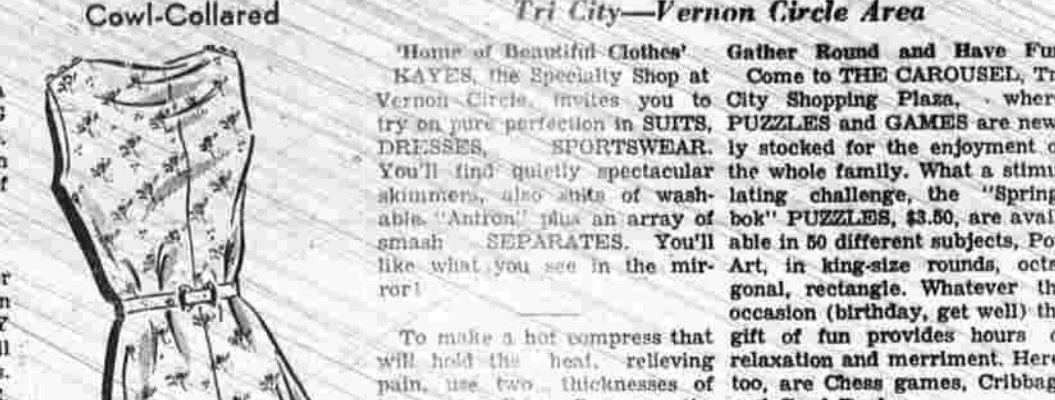 Cowl-Collared
Tri City—Vernon Circle Area
'Home of Beautiful Clothes'
KAYES, the Specialty Shop at
Vernon Circle, invites you to
try on pure perfection in SUITS,
DRESSES, SPORTSWEAR.
You'll find quietly spectacular
skimmers, also suits of wash-
able "Antron" plus an array of
smash SEPARATES. You'll
like what you see in the mir-
ror!
To make a hot compress that
will hold the heat, relieving
pain, use two thicknesses of
Gather Round and Have Fun
Come to THE CAROUSEL, Tri
City Shopping Plaza, where
PUZZLES and GAMES are new-
ly stocked for the enjoyment o
the whole family. What a stimu
lating challenge, the "Spring
bok" PUZZLES, $3.50, are avail
able in 50 different subjects, Po
Art, in king-size rounds, octa
gonal, rectangle. Whatever th
occasion (birthday, get well) th
gift of fun provides hours o
relaxation and merriment. Here
too, are Chess games, Cribbag